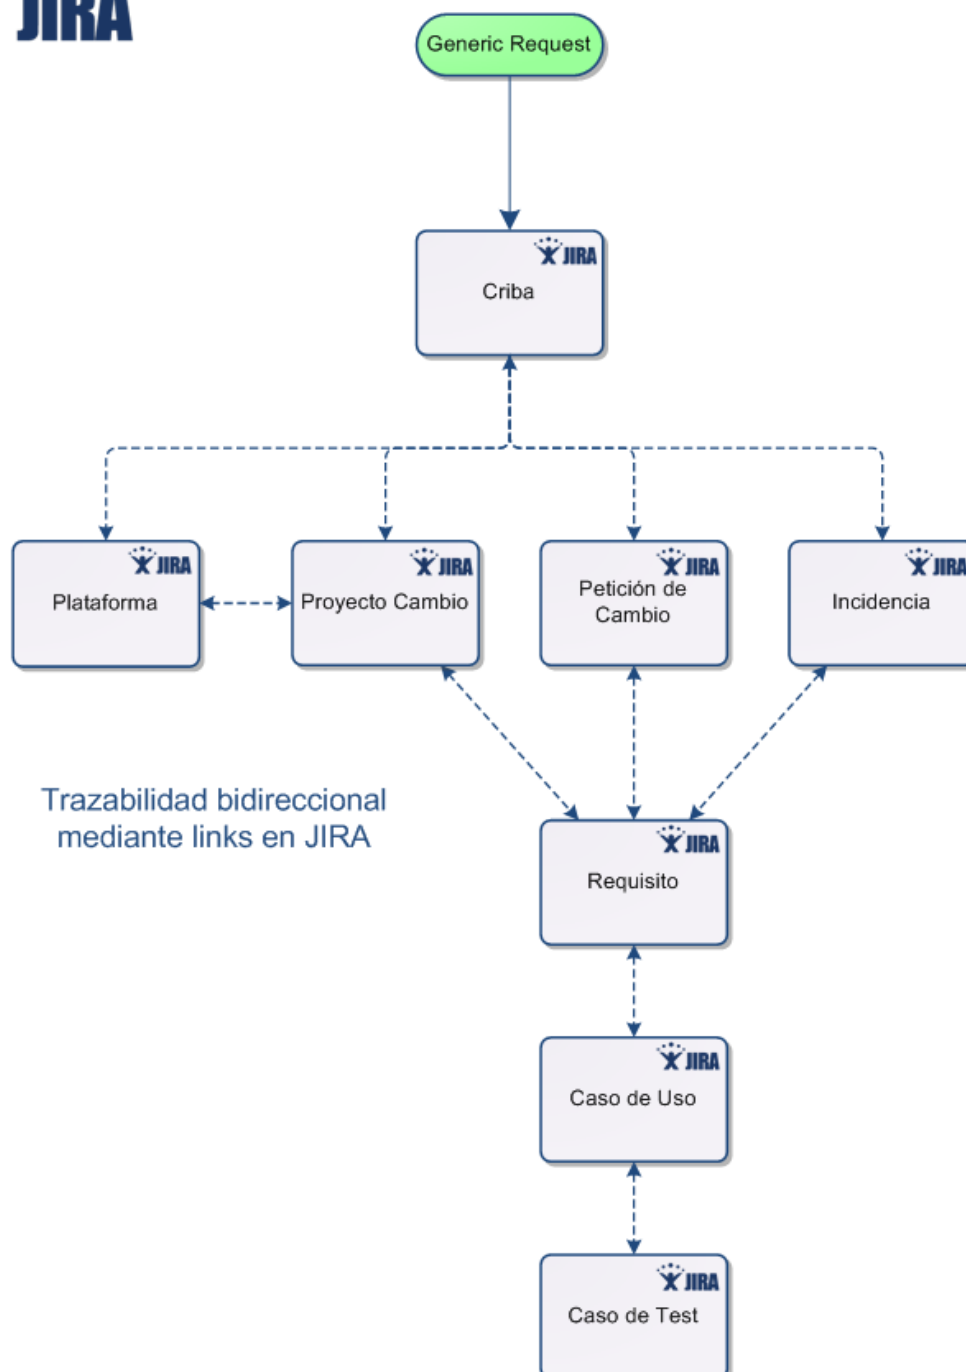 JIRA
Generic Request
JIRA
Criba
JIRA
JIRA
JIRA
JIRA
Plataforma
Proyecto Cambio
Petición de
Cambio
Incidencia
Trazabilidad bidireccional
mediante links en JIRA
JIRA
Requisito
JIRA
Caso de Uso
JIRA
Caso de Test